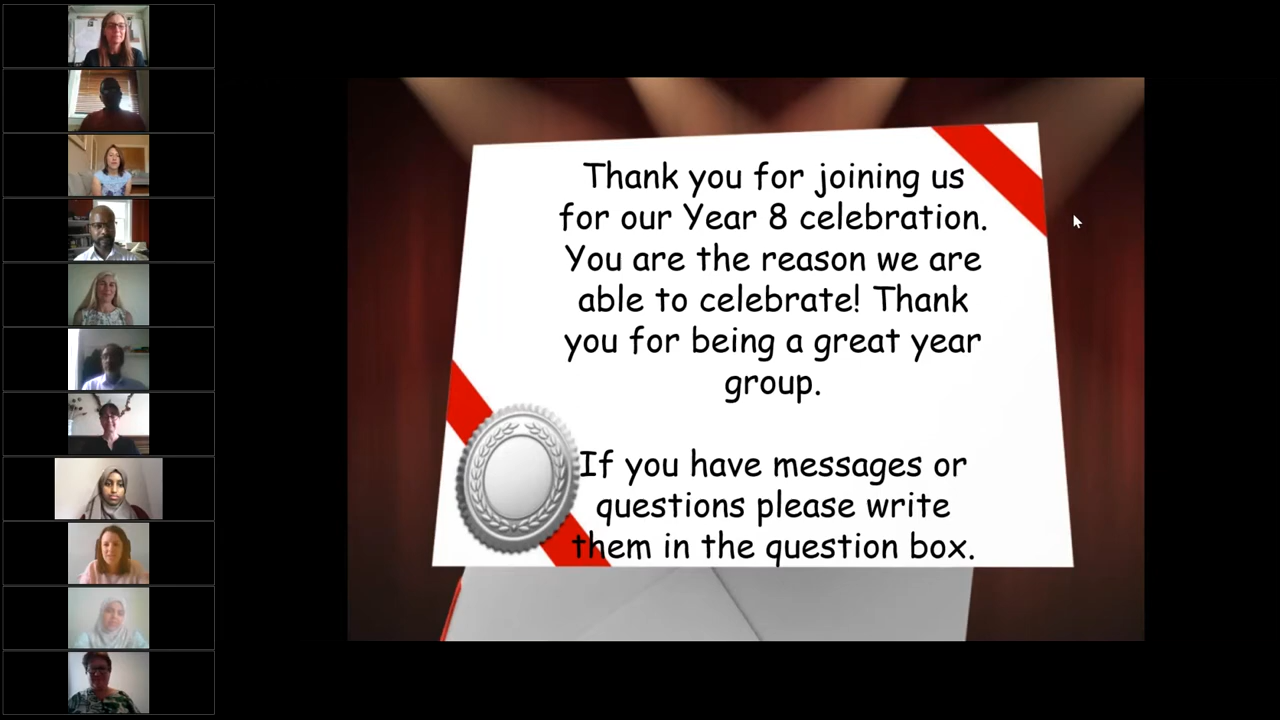 Thank you for joining us
for our Year 8 celebration.
You are the reason we are
able to celebrate! Thank
you for being a great year
group.
If you have messages or
questions please write
them in the question box.